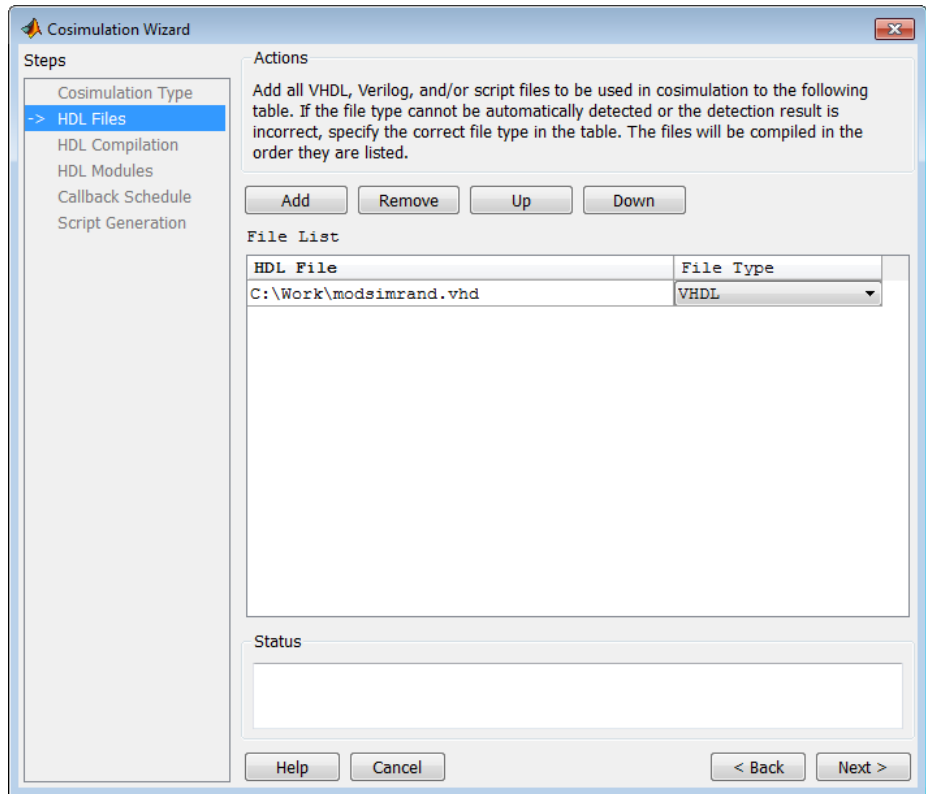 Cosimulation Wizard
Steps
Cosimulation Type
-> HDL Files
HDL Compilation
HDL Modules
Callback Schedule
Script Generation
Actions
Add all VHDL, Verilog, and/or script files to be used in cosimulation to the following
table. If the file type cannot be automatically detected or the detection result is
incorrect, specify the correct file type in the table. The files will be compiled in the
order they are listed.
Add Remove Up Down
File List
HDL File File Type
C:\Work\modsimrand.vhd VHDL
Status
Help Cancel < Back Next >